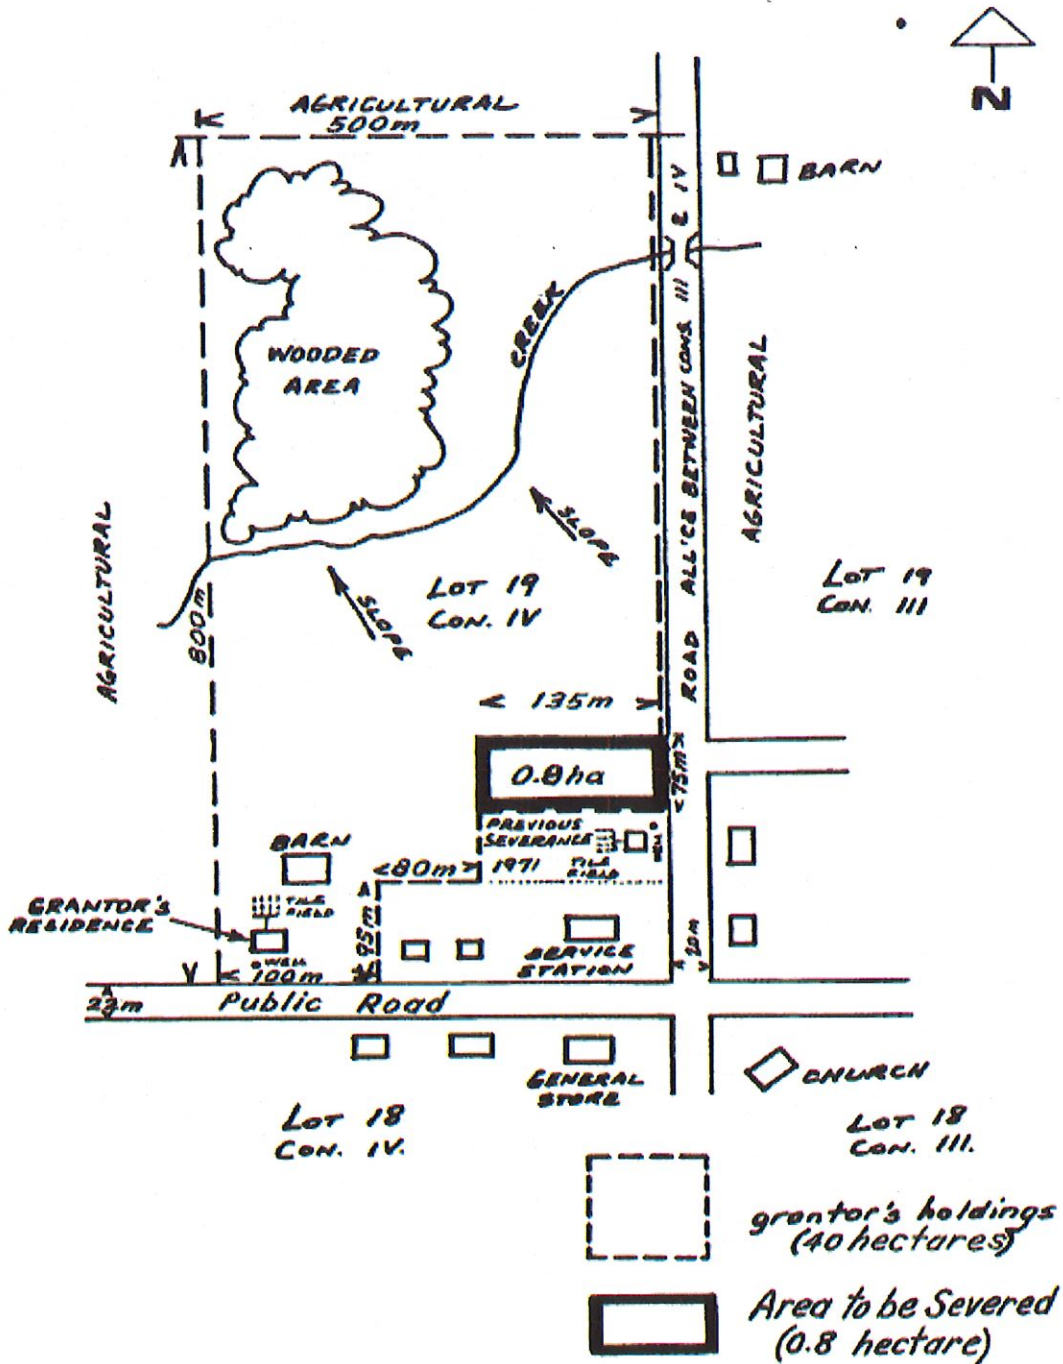 N
AGRICULTURAL
500m
BARN
ROAD ALL'CE BETWEEN CONS. III & IV
CREEK
WOODED
AREA
AGRICULTURAL
AGRICULTURAL
SLOPE
SLOPE
800m
LOT 19
CON. IV
LOT 19
CON. III
135m
0.8ha
75m
PREVIOUS
SEVERANCE
1971
TILE
FIELD
WELL
BARN
80m
GRANTOR'S
RESIDENCE
TILE
FIELD
95m
WELL
100m
SERVICE
STATION
20m
Public Road
GENERAL
STORE
CHURCH
LOT 18
CON. IV.
LOT 18
CON. III.
grantor's holdings
(40 hectares)
Area to be Severed
(0.8 hectare)